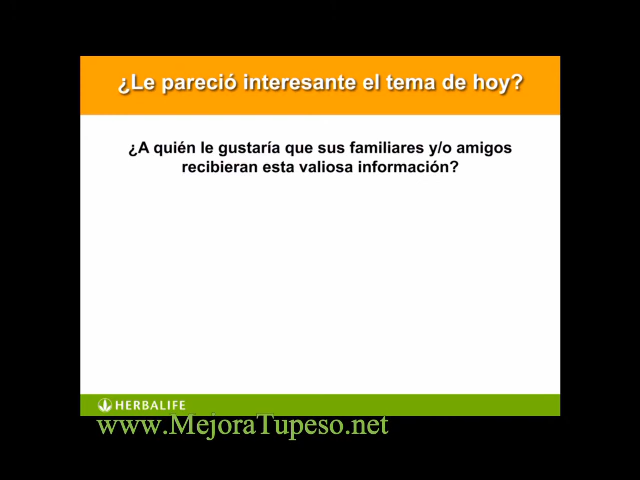 ¿Le pareció interesante el tema de hoy?
¿A quién le gustaría que sus familiares y/o amigos
recibieran esta valiosa información?
HERBALIFE
www.MejoraTupeso.net